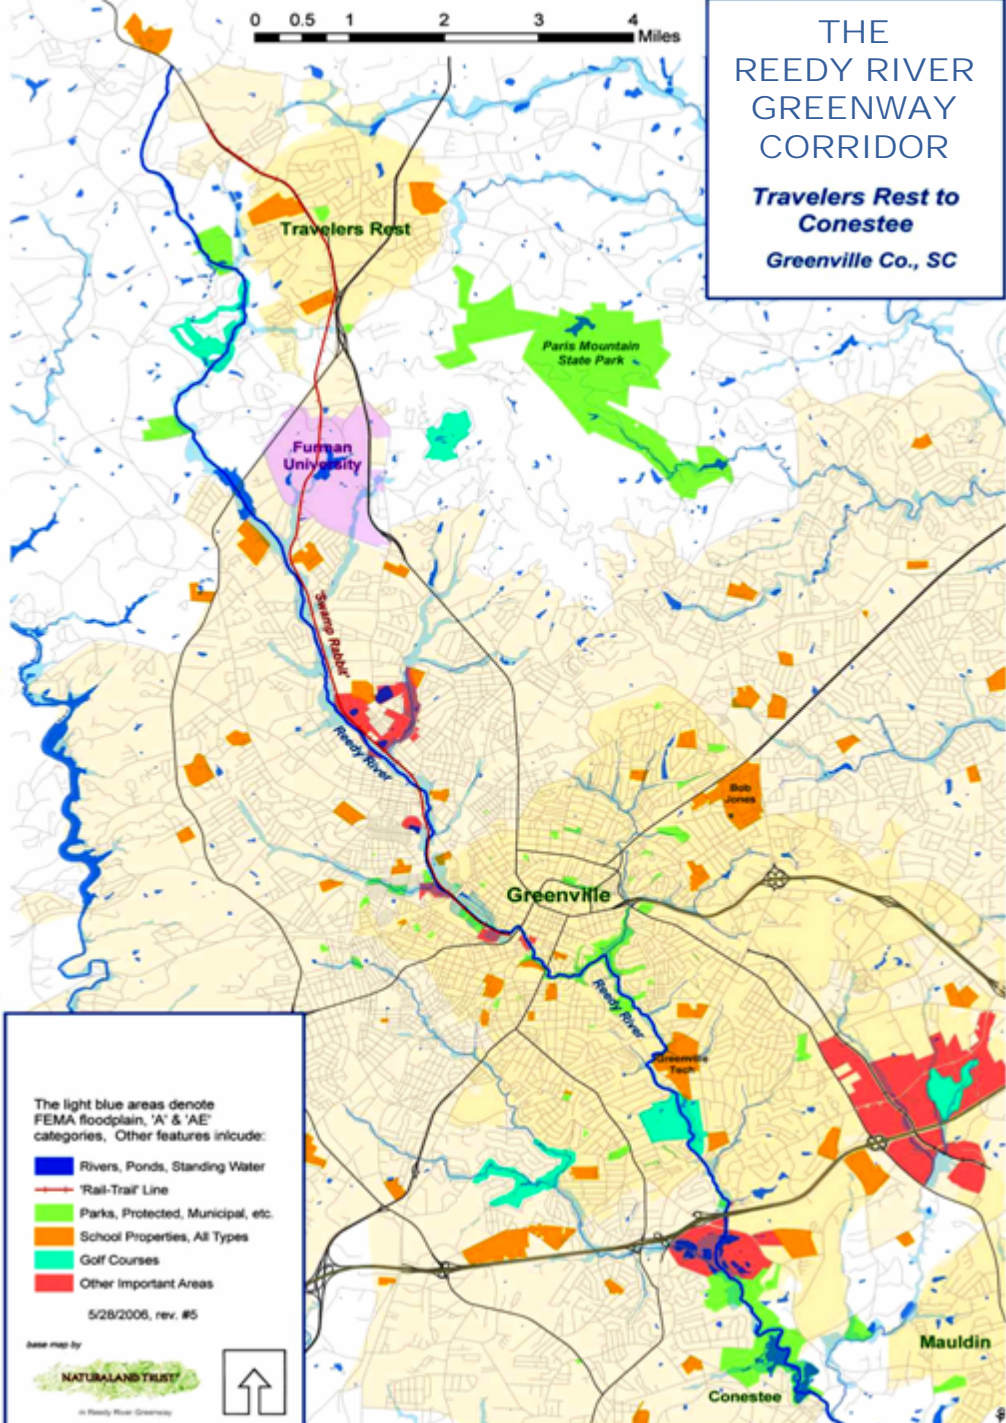 0 0.5 1 2 3 4
Miles
THE
REEDY RIVER
GREENWAY
CORRIDOR
Travelers Rest to
Conestee
Greenville Co., SC
Travelers Rest
Paris Mountain
State Park
Furman
University
'Swamp Rabbit'
Reedy River
Bob
Jones
Greenville
Reedy River
Greenville
Tech
Mauldin
Conestee
The light blue areas denote
FEMA floodplain, 'A' & 'AE'
categories, Other features inlcude:
Rivers, Ponds, Standing Water
'Rail-Trail' Line
Parks, Protected, Municipal, etc.
School Properties, All Types
Golf Courses
Other Important Areas
5/28/2006, rev. #5
base map by
NATURALAND TRUST
Reedy River Greenway